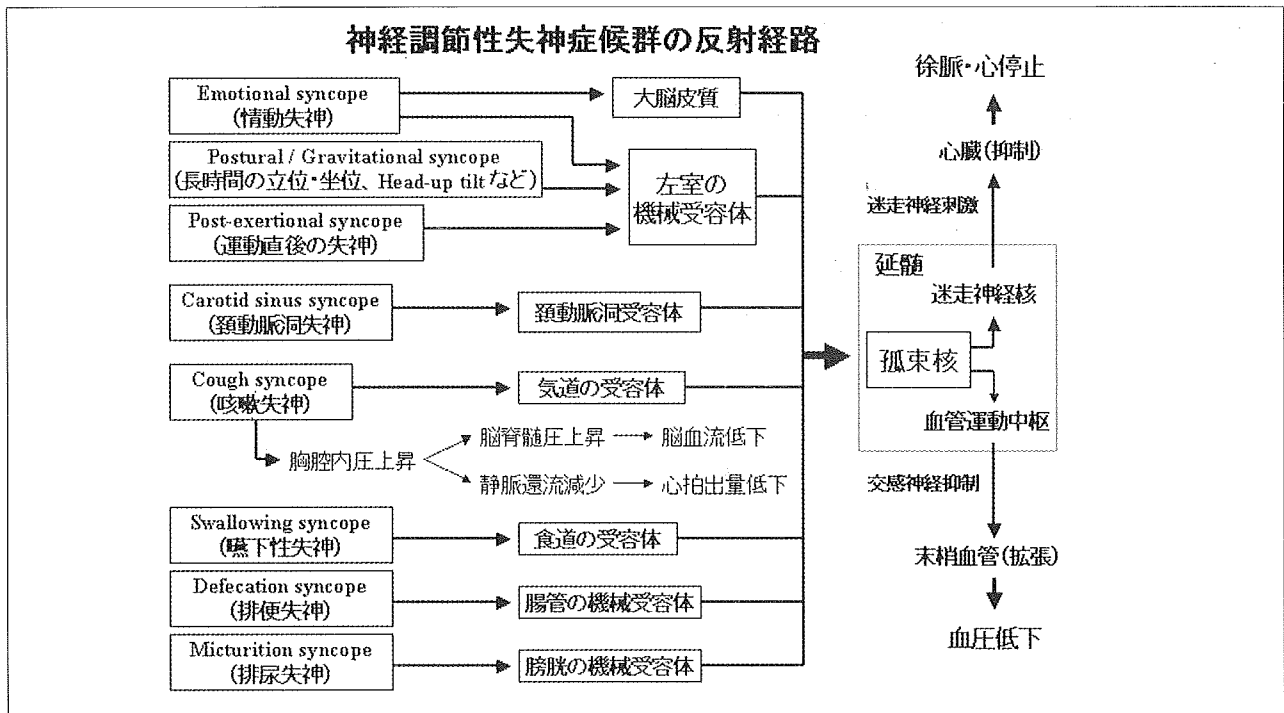 神経調節性失神症候群の反射経路
Emotional syncope
(情動失神)
大脳皮質
Postural / Gravitational syncope
(長時間の立位・坐位、Head-up tiltなど)
左室の
機械受容体
Post-exertional syncope
(運動直後の失神)
Carotid sinus syncope
(頚動脈洞失神)
頚動脈洞受容体
Cough syncope
(咳嗽失神)
気道の受容体
胸腔内圧上昇
脳脊髄圧上昇
脳血流低下
静脈還流減少
心拍出量低下
Swallowing syncope
(嚥下性失神)
食道の受容体
Defecation syncope
(排便失神)
腸管の機械受容体
Micturition syncope
(排尿失神)
膀胱の機械受容体
徐脈・心停止
心臓(抑制)
迷走神経刺激
延髄
迷走神経核
孤束核
血管運動中枢
交感神経抑制
末梢血管(拡張)
血圧低下